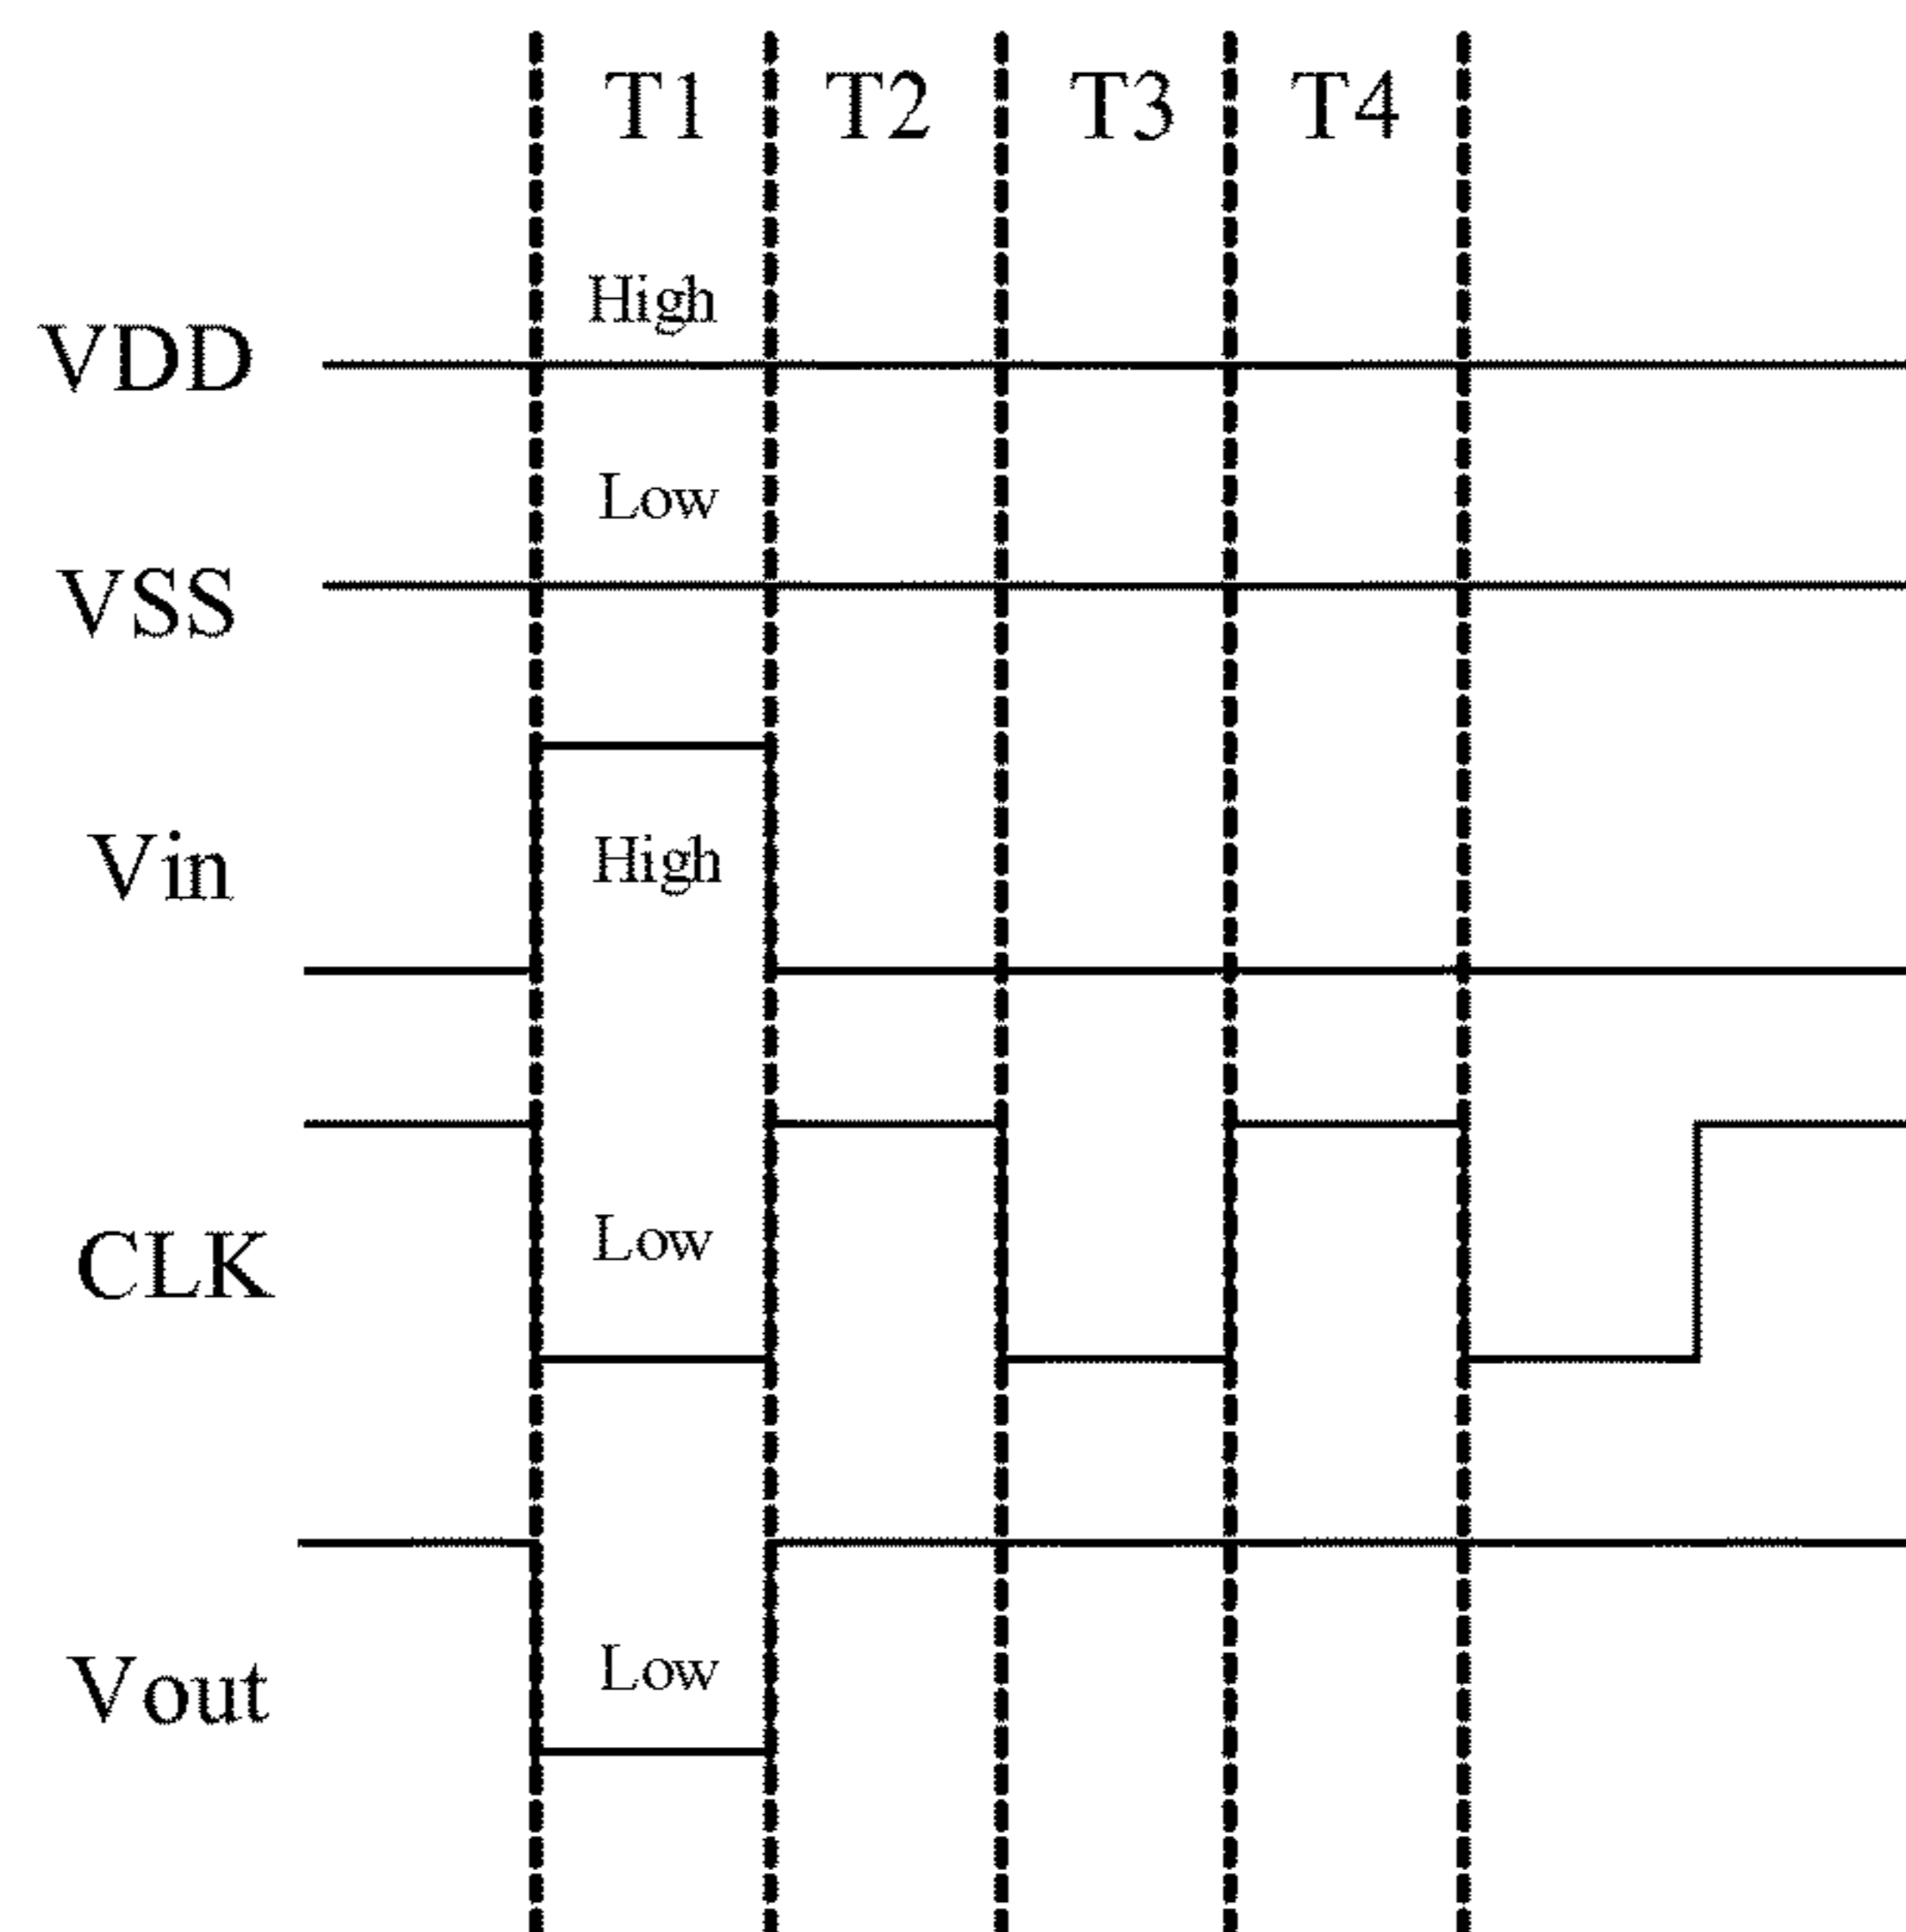 T1 T2 T3 T4
High
VDD
Low
VSS
Vin High
Low
CLK
Low
Vout